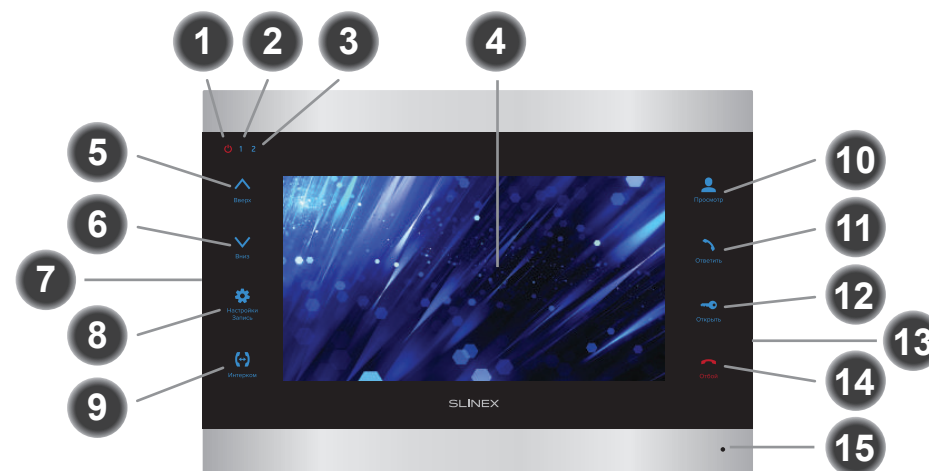 1
2
3
4
1 2
5
Вверх
10
Просмотр
6
Вниз
11
Ответить
7
8
Настройки
Запись
12
Открыть
13
9
Интерком
14
Отбой
SLINEX
15